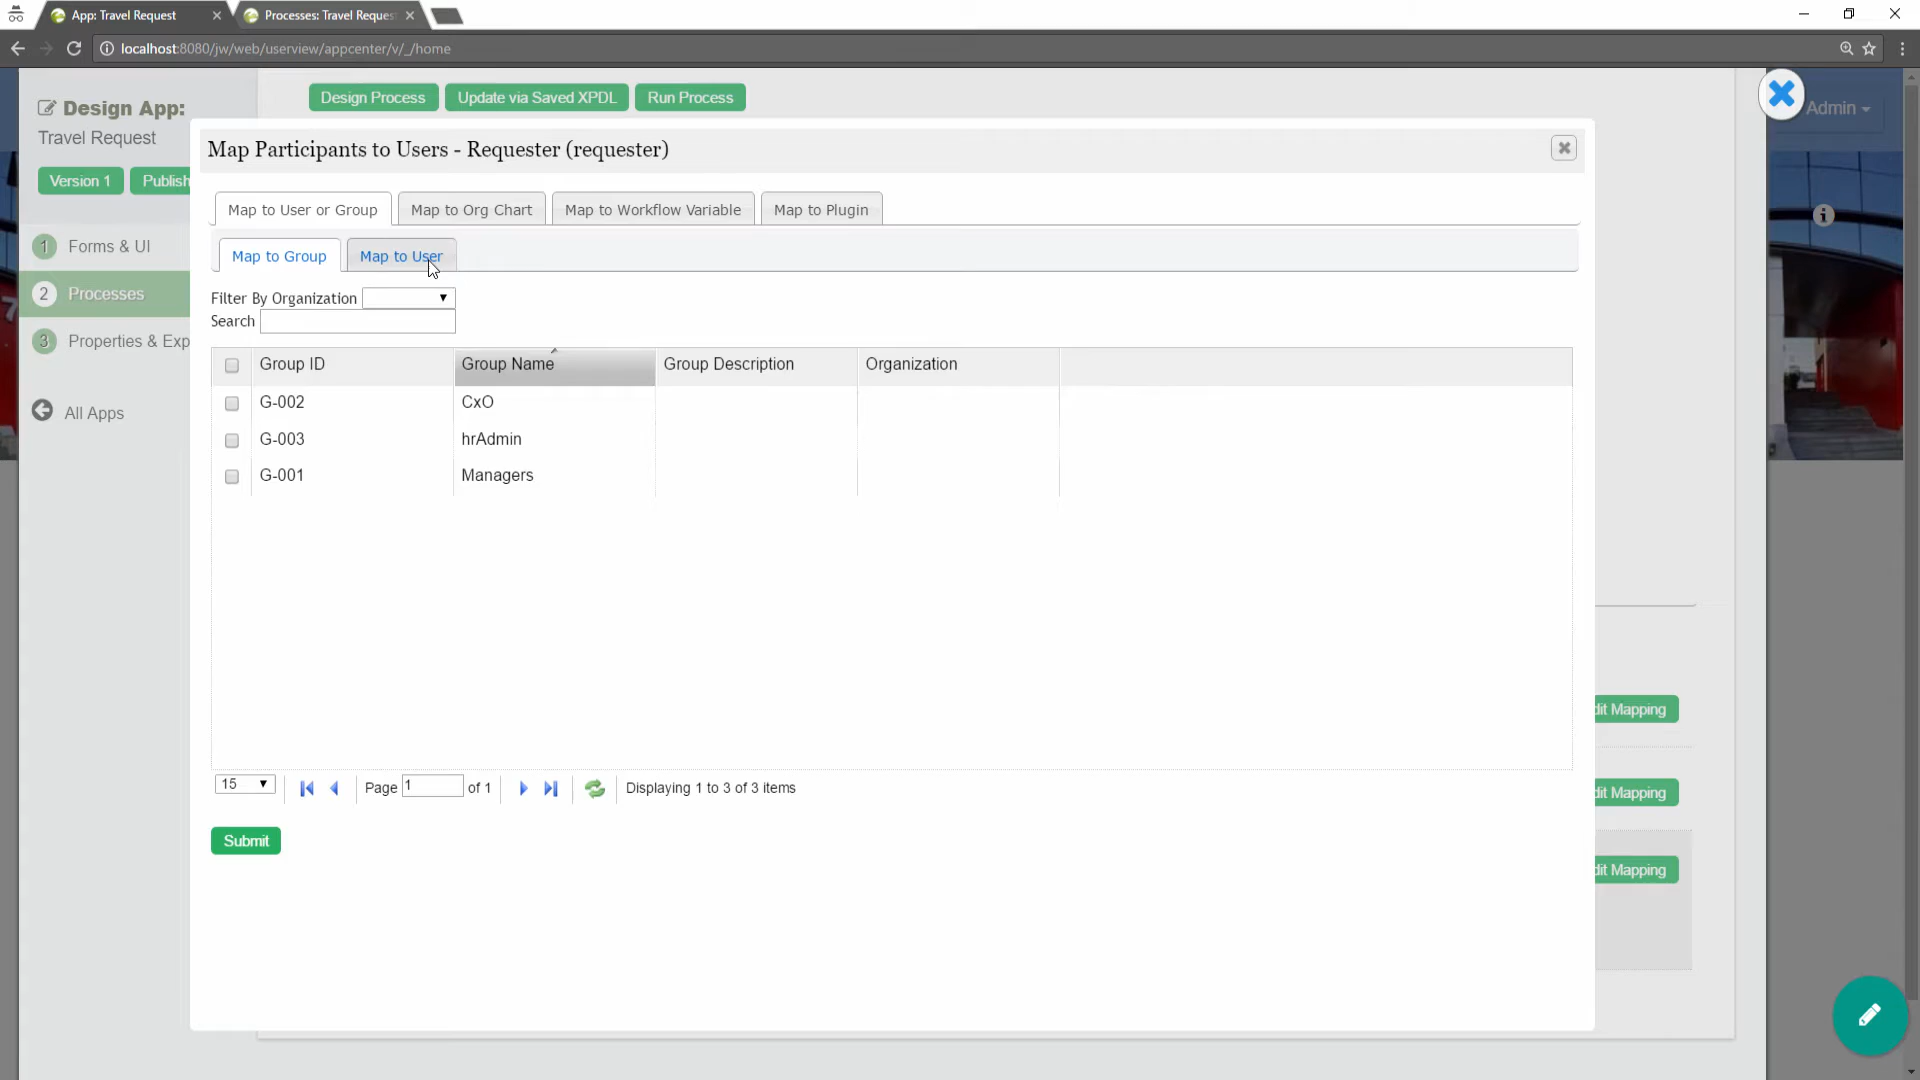 App: Travel Request
Processes: Travel Reques
localhost:8080/jw/web/userview/appcenter/v/_/home
Design App:
Travel Request
Version 1
Publish
1 Forms & UI
2 Processes
3 Properties & Exp
All Apps
Design Process
Update via Saved XPDL
Run Process
Admin
Map Participants to Users - Requester (requester)
Map to User or Group
Map to Org Chart
Map to Workflow Variable
Map to Plugin
Map to Group
Map to User
Filter By Organization
Search
Group ID Group Name Group Description Organization
G-002 CxO
G-003 hrAdmin
G-001 Managers
15 Page 1 of 1 Displaying 1 to 3 of 3 items
Submit
dit Mapping
dit Mapping
dit Mapping